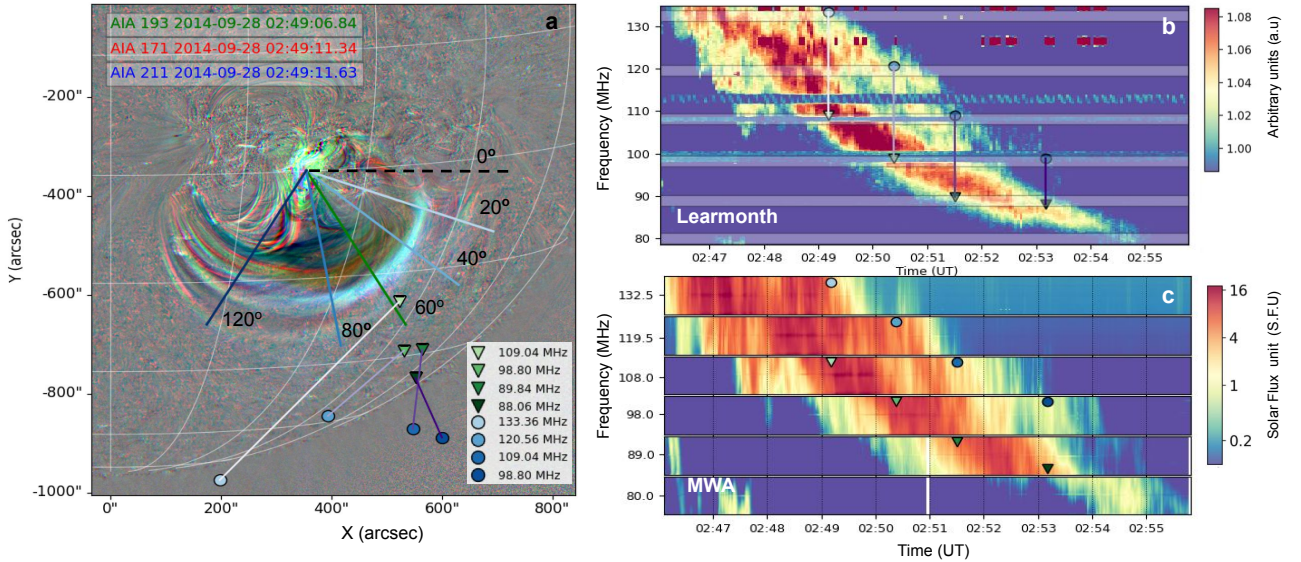 a
AIA 193 2014-09-28 02:49:06.84
AIA 171 2014-09-28 02:49:11.34
AIA 211 2014-09-28 02:49:11.63
-200"
-400"
-600"
-800"
-1000"
Y (arcsec)
0º
20º
40º
60º
80º
120º
109.04 MHz
98.80 MHz
89.84 MHz
88.06 MHz
133.36 MHz
120.56 MHz
109.04 MHz
98.80 MHz
0" 200" 400" 600" 800"
X (arcsec)
b
130
120
110
100
90
80
Frequency (MHz)
Learmonth
02:47 02:48 02:49 02:50 02:51 02:52 02:53 02:54 02:55
Time (UT)
1.08
1.06
1.04
1.02
1.00
Arbitrary units (a.u)
c
132.5
119.5
108.0
98.0
89.0
80.0
Frequency (MHz)
MWA
02:47 02:48 02:49 02:50 02:51 02:52 02:53 02:54 02:55
Time (UT)
16
4
1
0.2
Solar Flux unit (S.F.U)